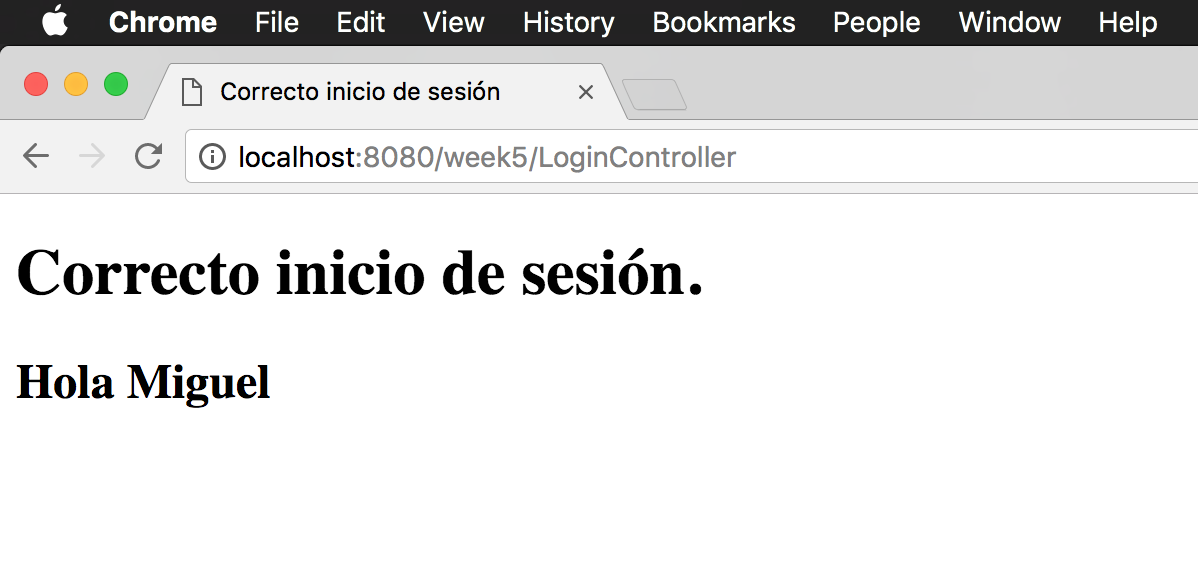 Chrome File Edit View History Bookmarks People Window Help
Correcto inicio de sesión
localhost:8080/week5/LoginController
Correcto inicio de sesión.
Hola Miguel